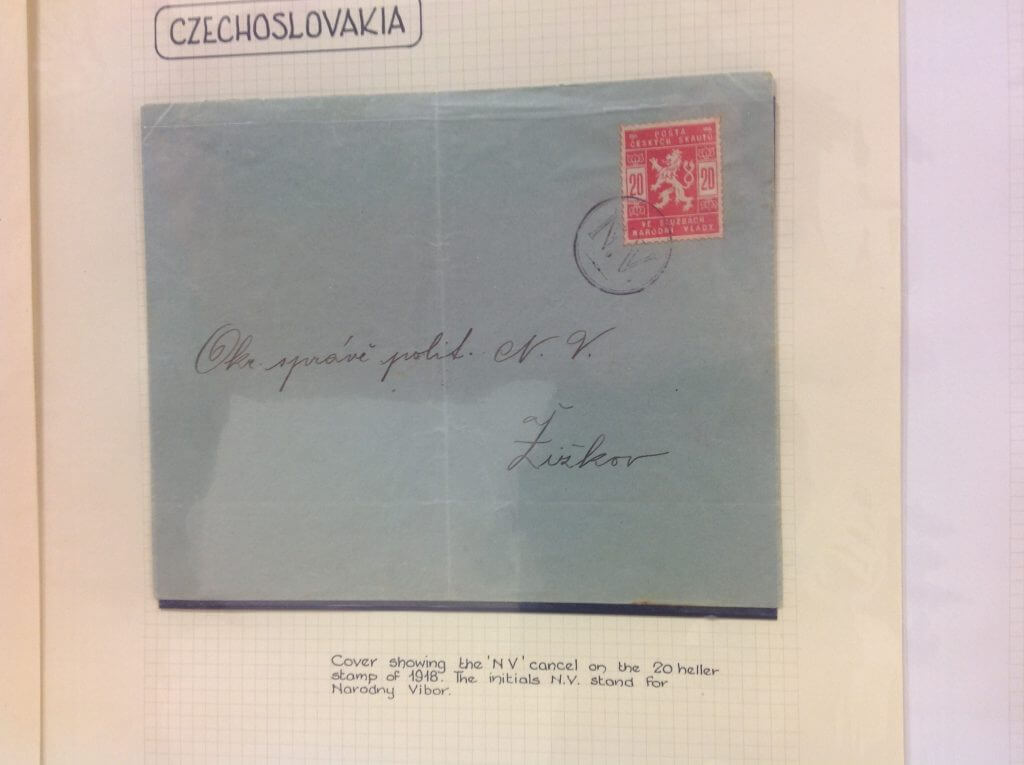 CZECHOSLOVAKIA
POŠTA
ČESKÝCH SKAUTŮ
20 20
VE SLUŽBÁCH
NÁRODNÍ VLÁDY.
N.V.
Okr. správě polit. N. V.
Žižkov
Cover showing the 'N V' cancel on the 20 heller
stamp of 1918. The initials N.V. stand for
Narodny Vibor.